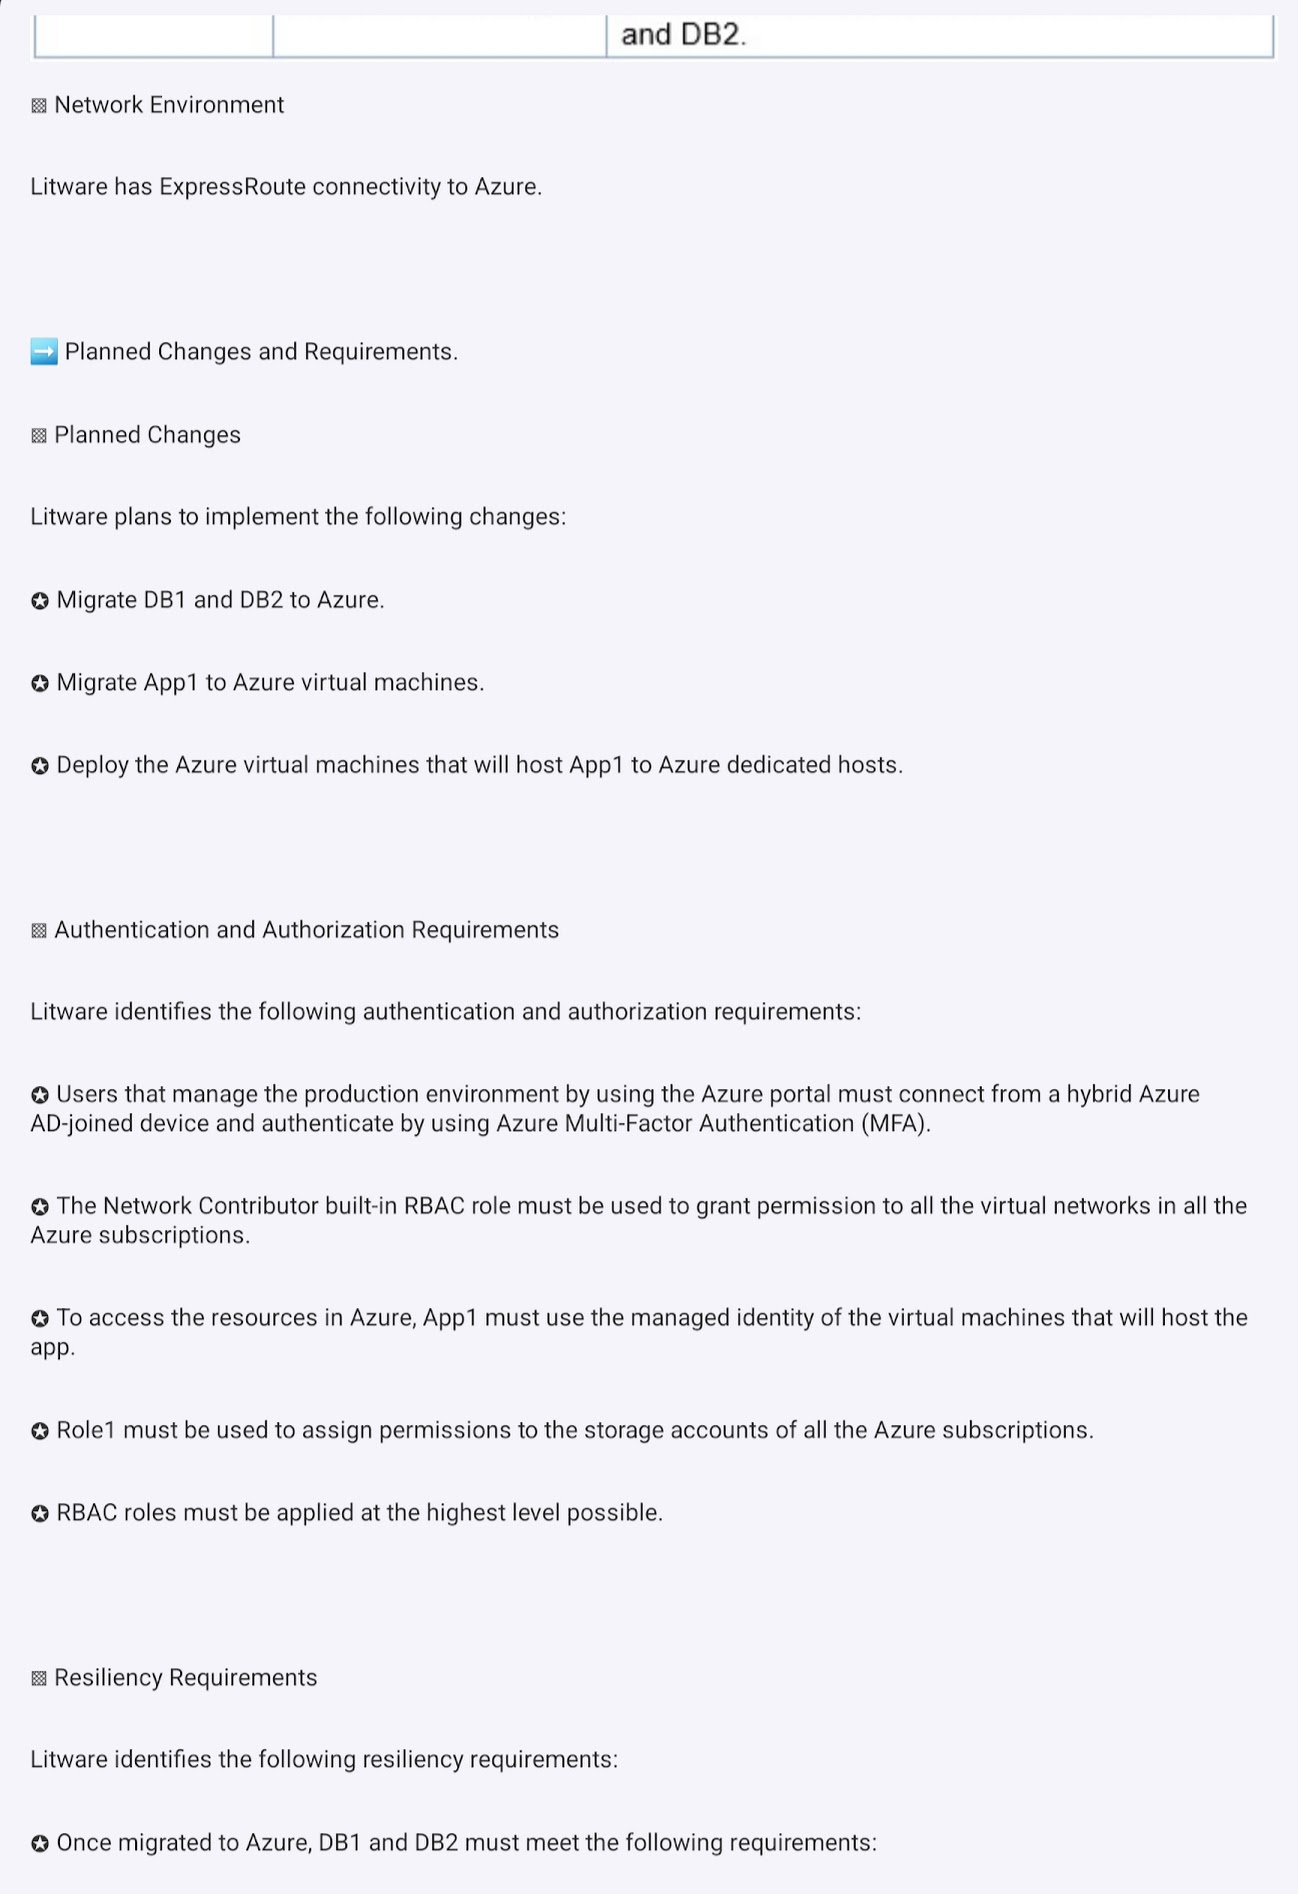 and DB2.
▩ Network Environment
Litware has ExpressRoute connectivity to Azure.
➡️ Planned Changes and Requirements.
▩ Planned Changes
Litware plans to implement the following changes:
✪ Migrate DB1 and DB2 to Azure.
✪ Migrate App1 to Azure virtual machines.
✪ Deploy the Azure virtual machines that will host App1 to Azure dedicated hosts.
▩ Authentication and Authorization Requirements
Litware identifies the following authentication and authorization requirements:
✪ Users that manage the production environment by using the Azure portal must connect from a hybrid Azure
AD-joined device and authenticate by using Azure Multi-Factor Authentication (MFA).
✪ The Network Contributor built-in RBAC role must be used to grant permission to all the virtual networks in all the
Azure subscriptions.
✪ To access the resources in Azure, App1 must use the managed identity of the virtual machines that will host the
app.
✪ Role1 must be used to assign permissions to the storage accounts of all the Azure subscriptions.
✪ RBAC roles must be applied at the highest level possible.
▩ Resiliency Requirements
Litware identifies the following resiliency requirements:
✪ Once migrated to Azure, DB1 and DB2 must meet the following requirements: